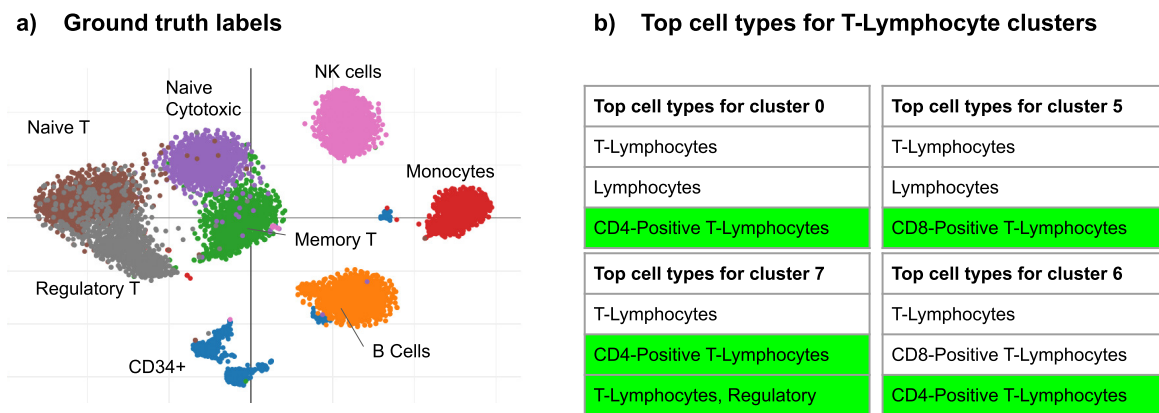 a) Ground truth labels
NK cells
Naive
Cytotoxic
Naive T
Monocytes
Memory T
Regulatory T
B Cells
CD34+
b) Top cell types for T-Lymphocyte clusters
Top cell types for cluster 0
T-Lymphocytes
Lymphocytes
CD4-Positive T-Lymphocytes
Top cell types for cluster 5
T-Lymphocytes
Lymphocytes
CD8-Positive T-Lymphocytes
Top cell types for cluster 7
T-Lymphocytes
CD4-Positive T-Lymphocytes
T-Lymphocytes, Regulatory
Top cell types for cluster 6
T-Lymphocytes
CD8-Positive T-Lymphocytes
CD4-Positive T-Lymphocytes